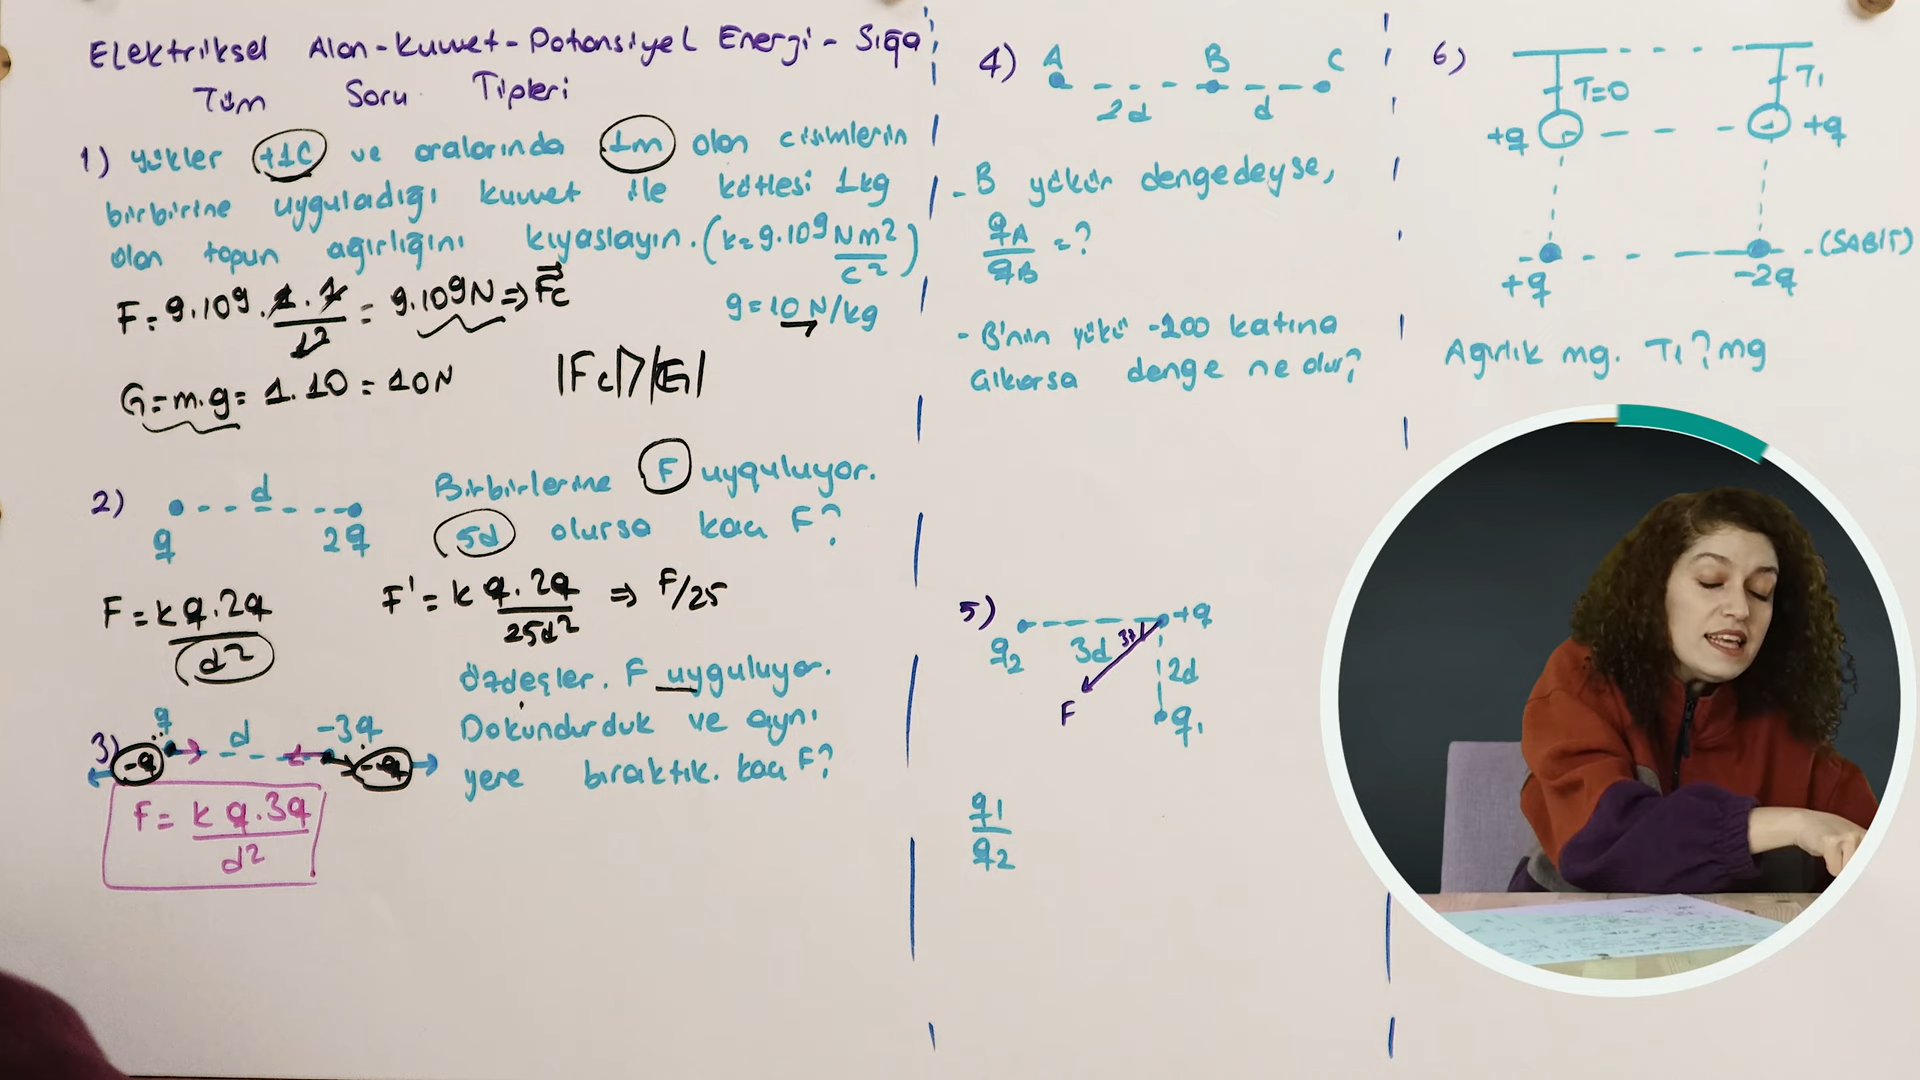 Elektriksel Alan-Kuvvet-Potansiyel Enerji-Sığa
Tüm Soru Tipleri
1) yükler +1C ve aralarında 1m olan cisimlerin
birbirine uyguladığı kuvvet ile kütlesi 1kg
olan topun ağırlığını kıyaslayın. (k=9.10⁹ Nm²/C²)
g=10 N/kg
F=9.10⁹.1.1/1² = 9.10⁹N ⇒ Fc
G=m.g= 1.10 = 10N
|Fc|>|G|
2) d
q 2q
Birbirlerine F uyguluyor.
5d olursa kaç F?
F=k q.2q/d²
F'=k q.2q/25d² ⇒ F/25
3) q d -3q
-q -q
F= k q.3q/d²
Özdeşler. F uyguluyor.
Dokundurduk ve aynı
yere bıraktık. kaç F?
4) A B C
2d d
-B yükü dengedeyse,
qA/qB =?
-B'nin yükü -100 katına
çıkarsa denge ne olur?
5) +q
q2 3d 37
2d
F
q1
q1/q2
6) T=0 T1
+q +q
+q -2q -(SABİT)
Ağırlık mg. T1?mg